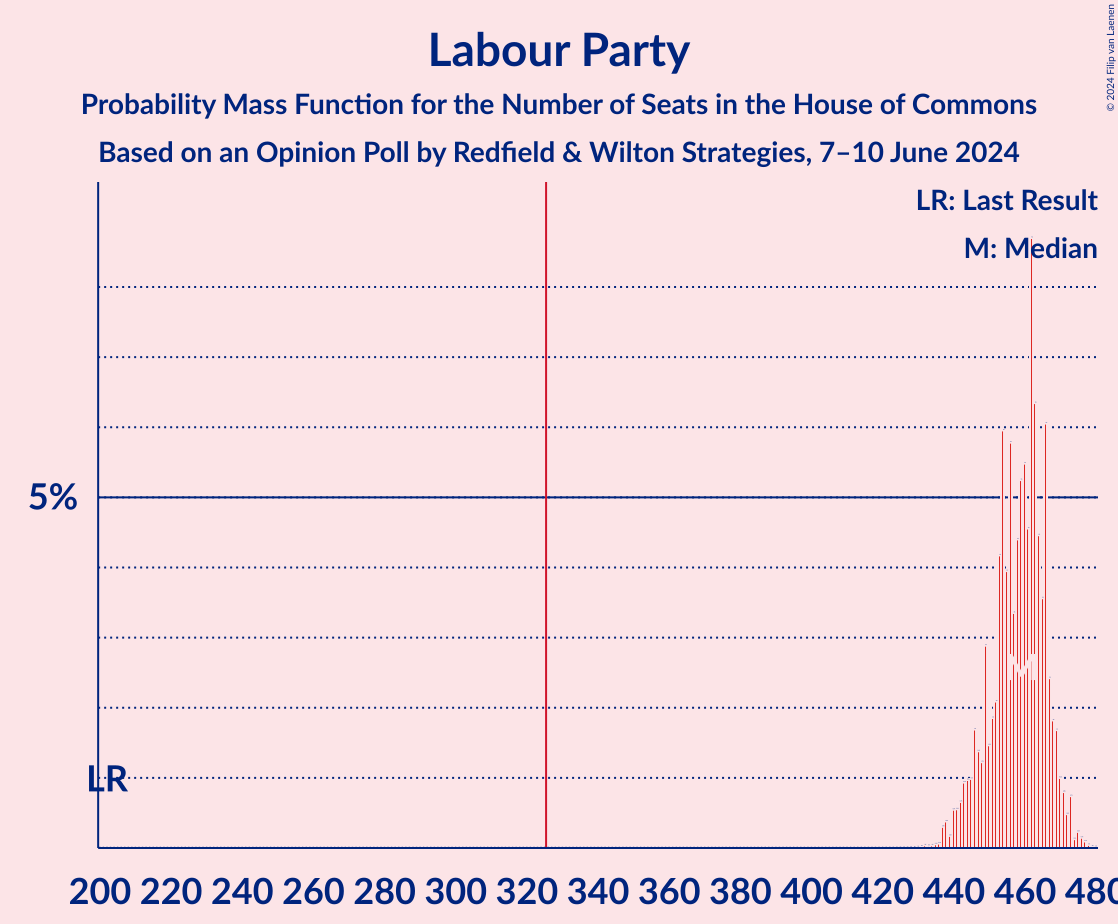 Labour Party
Probability Mass Function for the Number of Seats in the House of Commons
Based on an Opinion Poll by Redfield & Wilton Strategies, 7–10 June 2024
© 2024 Filip van Laenen
LR: Last Result
M: Median
5%
M
LR
200 220 240 260 280 300 320 340 360 380 400 420 440 460 480